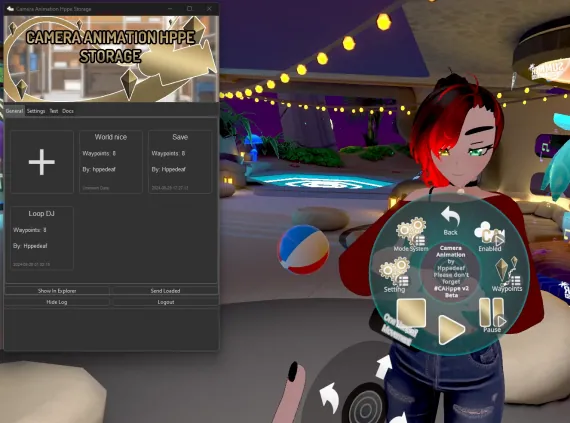 Camera Animation Hppe Storage
CAMERA ANIMATION HPPE
STORAGE
General Settings Test Docs
World nice
Waypoints: 8
By: Hppedeaf
Save
Waypoints: 8
By: Hppedeaf
Loop DJ
Waypoints: 8
By: Hppedeaf
Show In Explorer
Send Loaded
Hide Log
Logout
Back
Mode System
Enabled
Camera
Animation
by
Hppedeaf
Please don't
forget
#CAHppe v2
Beta
Setting
Waypoints
Pause
Movement